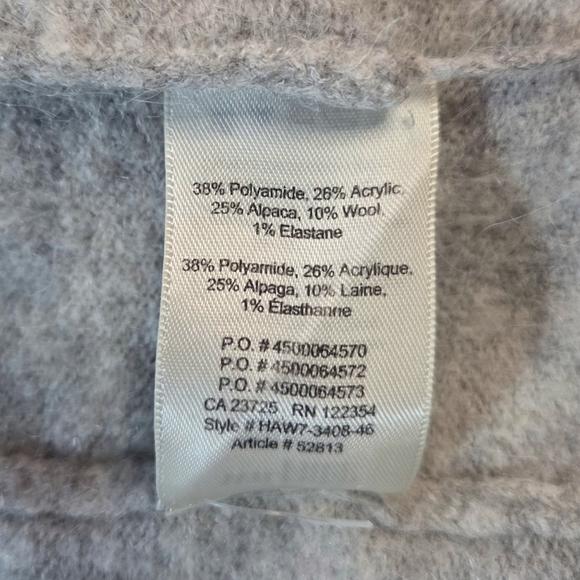 38% Polyamide, 26% Acrylic,
25% Alpaca, 10% Wool,
1% Elastane
38% Polyamide, 26% Acrylique,
25% Alpaga, 10% Laine,
1% Élasthanne
P.O. # 4500064570
P.O. # 4500064572
P.O. # 4500064573
CA 23725 RN 122354
Style # HAW7-3408-46
Article # 52813